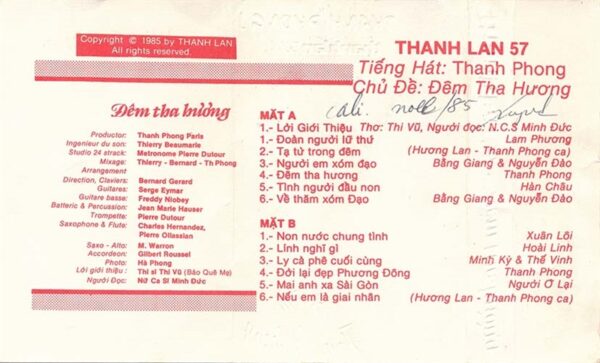 Copyright © 1985 by THANH LAN
All rights reserved.
Đêm tha hương
Productor: Thanh Phong Paris
Ingenieur du son: Thierry Beaumarie
Studio 24 strack: Metronome Pierre Dutour
Mixage: Thierry - Bernard - Th Phong
Arrangement
Direction, Claviers: Bernard Gerard
Guitares: Serge Eymar
Guitare basse: Freddy Niobey
Batteric & Percussion: Jean Marie Hauser
Trompette: Pierre Dutour
Saxophone & Flute: Charles Hernandez,
Pierre Ollassian
Saxo - Alto: M. Warron
Accordeon: Gilbert Roussel
Photo: Hà Phong
Lời giới thiệu: Thi sĩ Thi Vũ (Bảo Quê Mẹ)
Người Đọc: Nữ Ca Sĩ Minh Đức
THANH LAN 57
Tiếng Hát: Thanh Phong
Chủ Đề: Đêm Tha Hương
Cali. /85
MẶT A
1.- Lời Giới Thiệu Thơ: Thi Vũ, Người đọc: N.C.S Minh Đức
1.- Đoàn người lữ thứ Lam Phương
2.- Tạ từ trong đêm (Hương Lan - Thanh Phong ca)
3.- Người em xóm đạo Bằng Giang & Nguyễn Đào
4.- Đêm tha hương Thanh Phong
5.- Tình người đầu non Hàn Châu
6.- Về thăm xóm Đạo Bằng Giang & Nguyễn Đào
MẶT B
1.- Non nước chung tình Xuân Lôi
2.- Lính nghĩ gì Hoài Linh
3.- Ly cà phê cuối cùng Minh Kỳ & Thế Vinh
4.- Đời lại đẹp Phương Đông Thanh Phong
5.- Mai anh xa Sài Gòn Người Ở Lại
6.- Nếu em là giai nhân (Hương Lan - Thanh Phong ca)